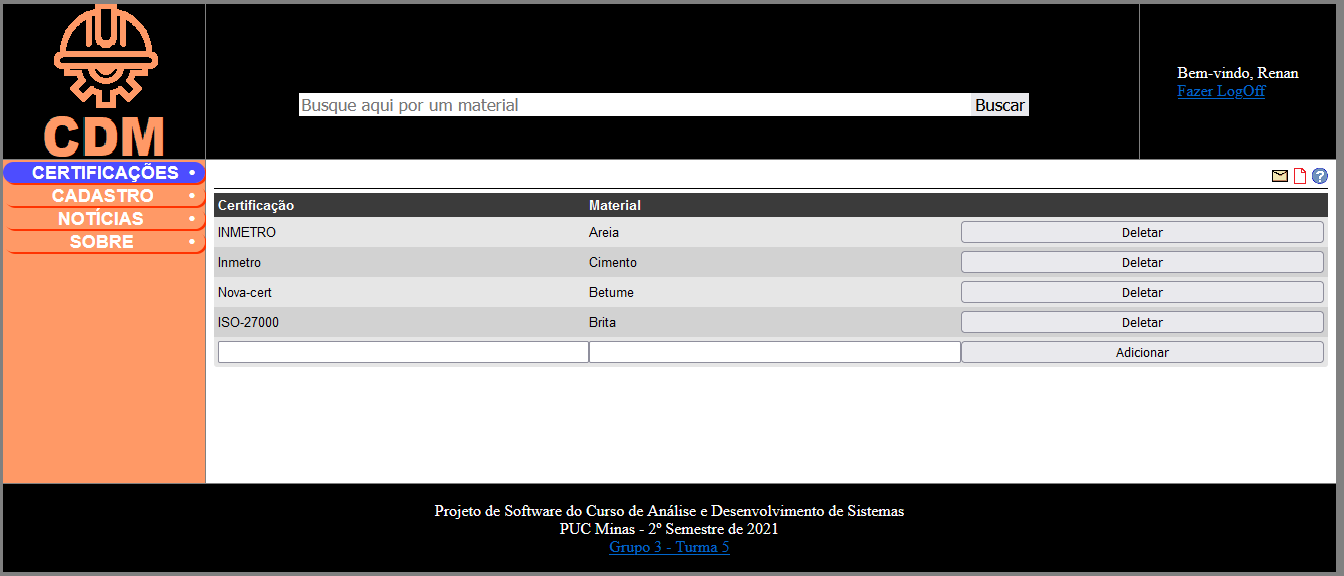 CDM
Busque aqui por um material
Buscar
Bem-vindo, Renan
Fazer LogOff
CERTIFICAÇÕES •
CADASTRO •
NOTÍCIAS •
SOBRE •
?
Certificação Material
INMETRO Areia Deletar
Inmetro Cimento Deletar
Nova-cert Betume Deletar
ISO-27000 Brita Deletar
Adicionar
Projeto de Software do Curso de Análise e Desenvolvimento de Sistemas
PUC Minas - 2º Semestre de 2021
Grupo 3 - Turma 5